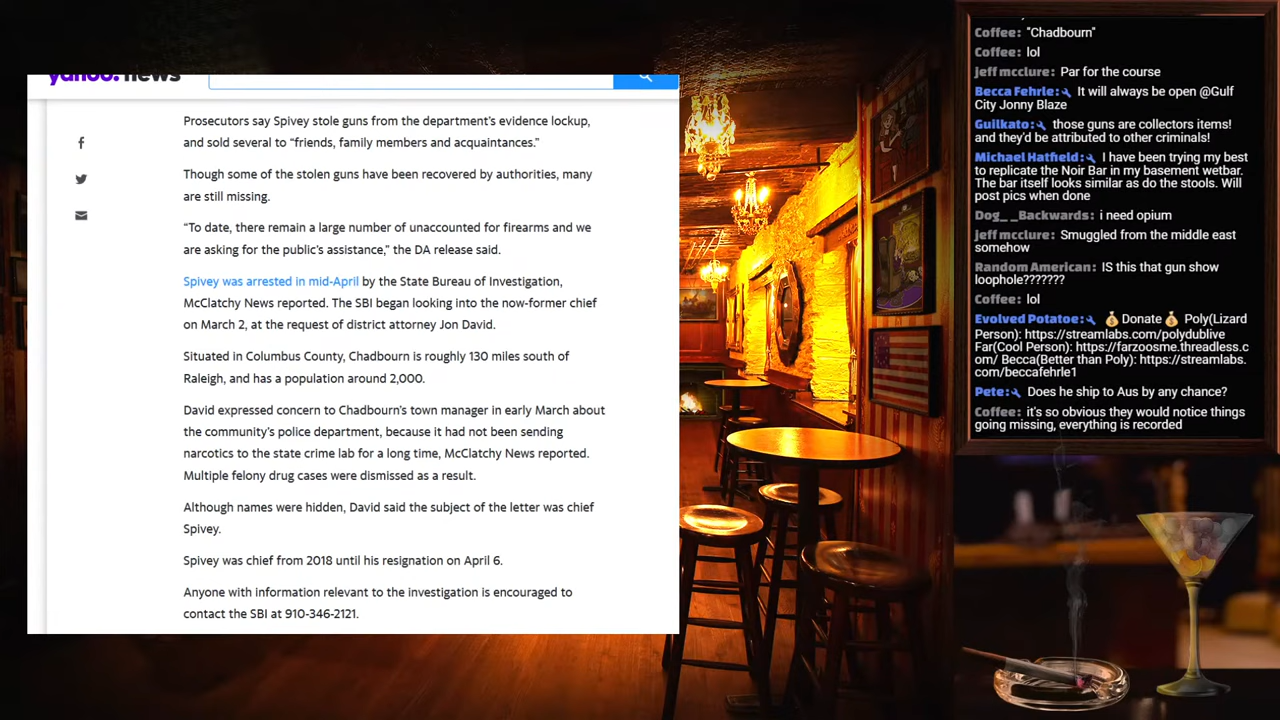 yahoo! news
Prosecutors say Spivey stole guns from the department’s evidence lockup,
and sold several to “friends, family members and acquaintances.”
Though some of the stolen guns have been recovered by authorities, many
are still missing.
“To date, there remain a large number of unaccounted for firearms and we
are asking for the public’s assistance,” the DA release said.
Spivey was arrested in mid-April by the State Bureau of Investigation,
McClatchy News reported. The SBI began looking into the now-former chief
on March 2, at the request of district attorney Jon David.
Situated in Columbus County, Chadbourn is roughly 130 miles south of
Raleigh, and has a population around 2,000.
David expressed concern to Chadbourn’s town manager in early March about
the community’s police department, because it had not been sending
narcotics to the state crime lab for a long time, McClatchy News reported.
Multiple felony drug cases were dismissed as a result.
Although names were hidden, David said the subject of the letter was chief
Spivey.
Spivey was chief from 2018 until his resignation on April 6.
Anyone with information relevant to the investigation is encouraged to
contact the SBI at 910-346-2121.
Coffee: "Chadbourn"
Coffee: lol
jeff mcclure: Par for the course
Becca Fehrle: It will always be open @Gulf
City Jonny Blaze
Guilkato: those guns are collectors items!
and they'd be attributed to other criminals!
Michael Hatfield: I have been trying my best
to replicate the Noir Bar in my basement wetbar.
The bar itself looks similar as do the stools. Will
post pics when done
Dog_ _Backwards: i need opium
jeff mcclure: Smuggled from the middle east
somehow
Random American: IS this that gun show
loophole???????
Coffee: lol
Evolved Potatoe: 💰 Donate 💰 Poly(Lizard
Person): https://streamlabs.com/polydublive
Far(Cool Person): https://farzoosme.threadless.c
om/ Becca(Better than Poly): https://streamlabs.
com/beccafehrle1
Pete: Does he ship to Aus by any chance?
Coffee: it's so obvious they would notice things
going missing, everything is recorded